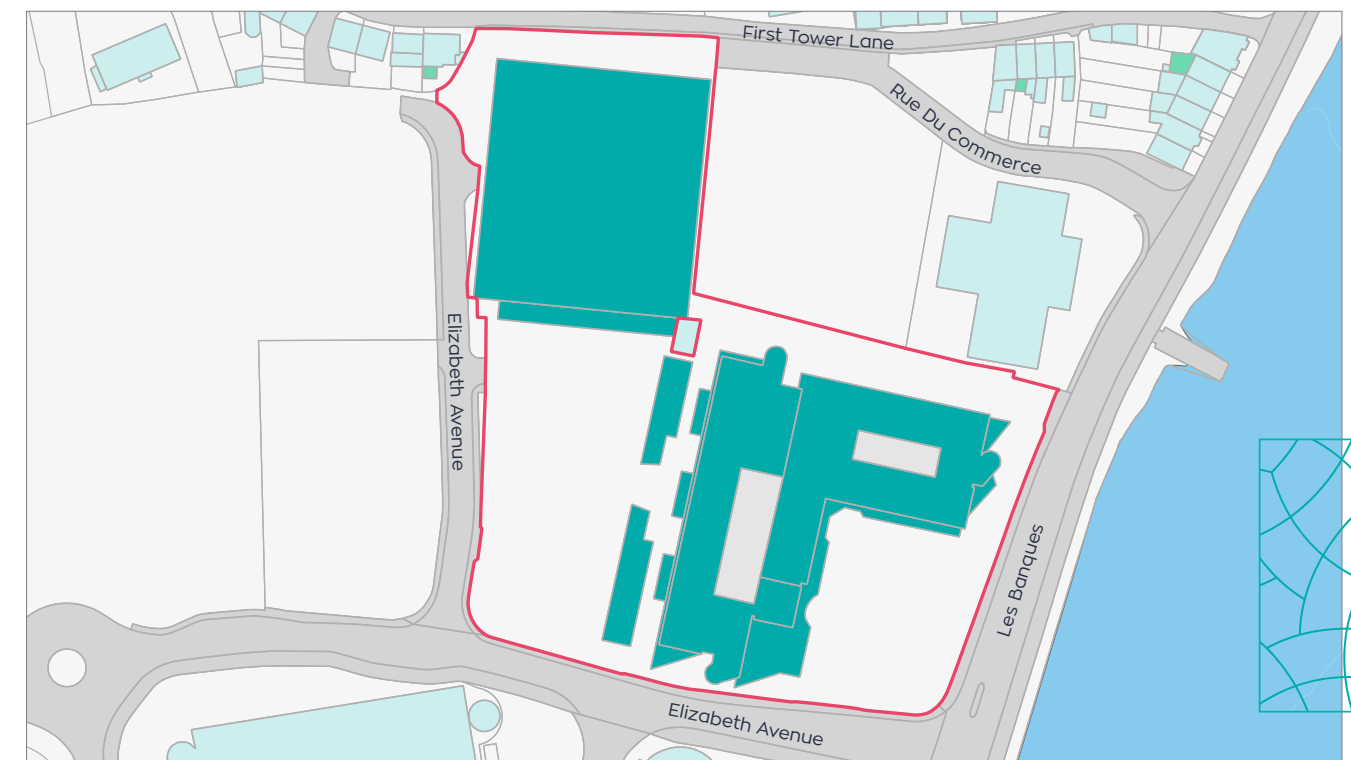 First Tower Lane
Rue Du Commerce
Elizabeth Avenue
Les Banques
Elizabeth Avenue